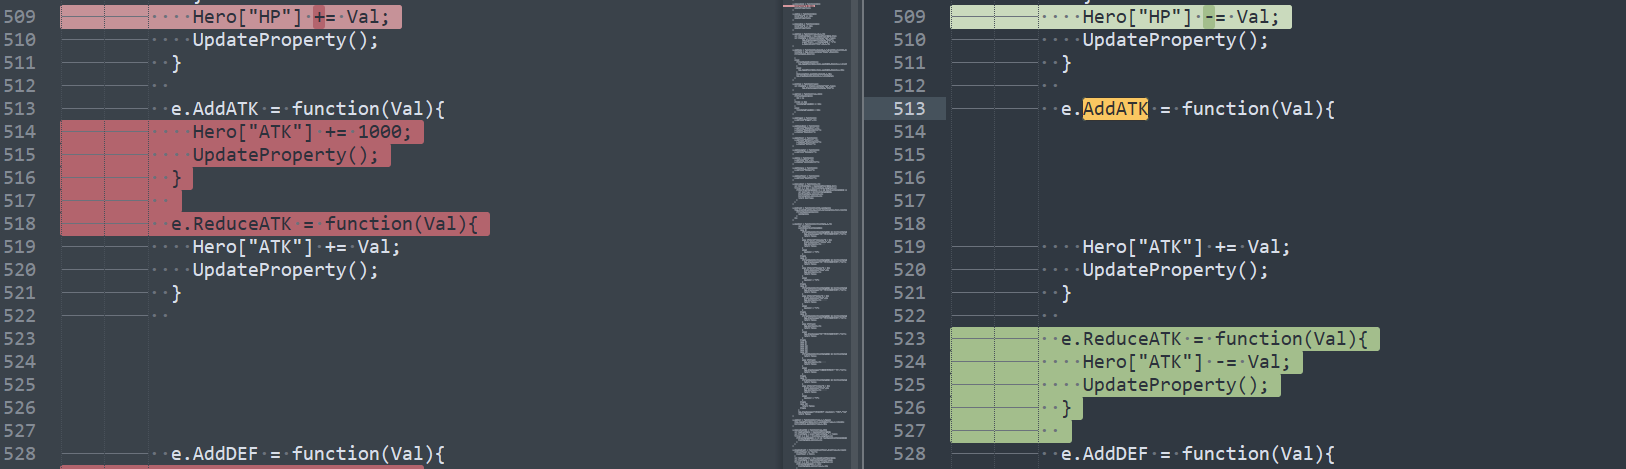 509 Hero["HP"] += Val;
510 UpdateProperty();
511 }
512
513 e.AddATK = function(Val){
514 Hero["ATK"] += 1000;
515 UpdateProperty();
516 }
517
518 e.ReduceATK = function(Val){
519 Hero["ATK"] += Val;
520 UpdateProperty();
521 }
522
523
524
525
526
527
528 e.AddDEF = function(Val){
509 Hero["HP"] -= Val;
510 UpdateProperty();
511 }
512
513 e.AddATK = function(Val){
514
515
516
517
518
519 Hero["ATK"] += Val;
520 UpdateProperty();
521 }
522
523 e.ReduceATK = function(Val){
524 Hero["ATK"] -= Val;
525 UpdateProperty();
526 }
527
528 e.AddDEF = function(Val){